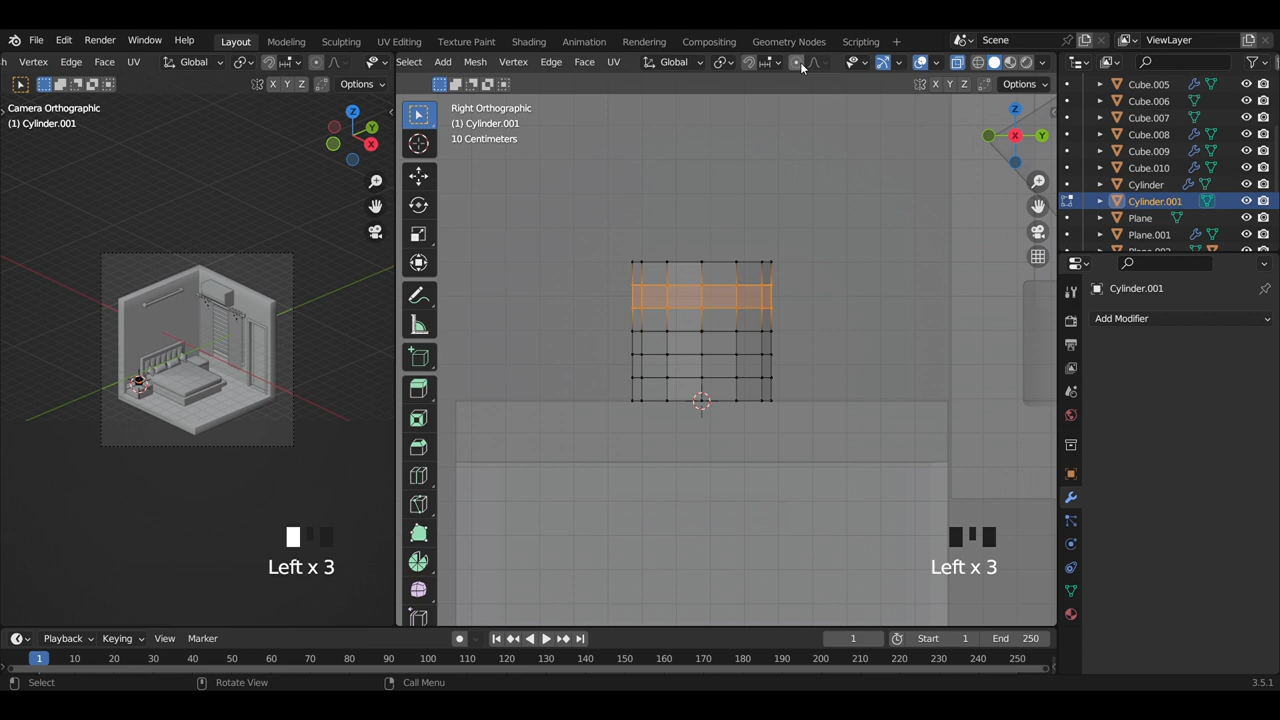 File Edit Render Window Help Layout Modeling Sculpting UV Editing Texture Paint Shading Animation Rendering Compositing Geometry Nodes Scripting + Scene ViewLayer
Vertex Edge Face UV Global Select Add Mesh Vertex Edge Face UV Global
X Y Z Options X Y Z Options
Camera Orthographic
(1) Cylinder.001
Right Orthographic
(1) Cylinder.001
10 Centimeters
Z
Y
X
Z
X
Y
Cube.005
Cube.006
Cube.007
Cube.008
Cube.009
Cube.010
Cylinder
Cylinder.001
Plane
Plane.001
Cylinder.001
Add Modifier
Left x 3
Left x 3
Playback Keying View Marker 1 Start 1 End 250
1 10 20 30 40 50 60 70 80 90 100 110 120 130 140 150 160 170 180 190 200 210 220 230 240 250
Select Rotate View Call Menu 3.5.1